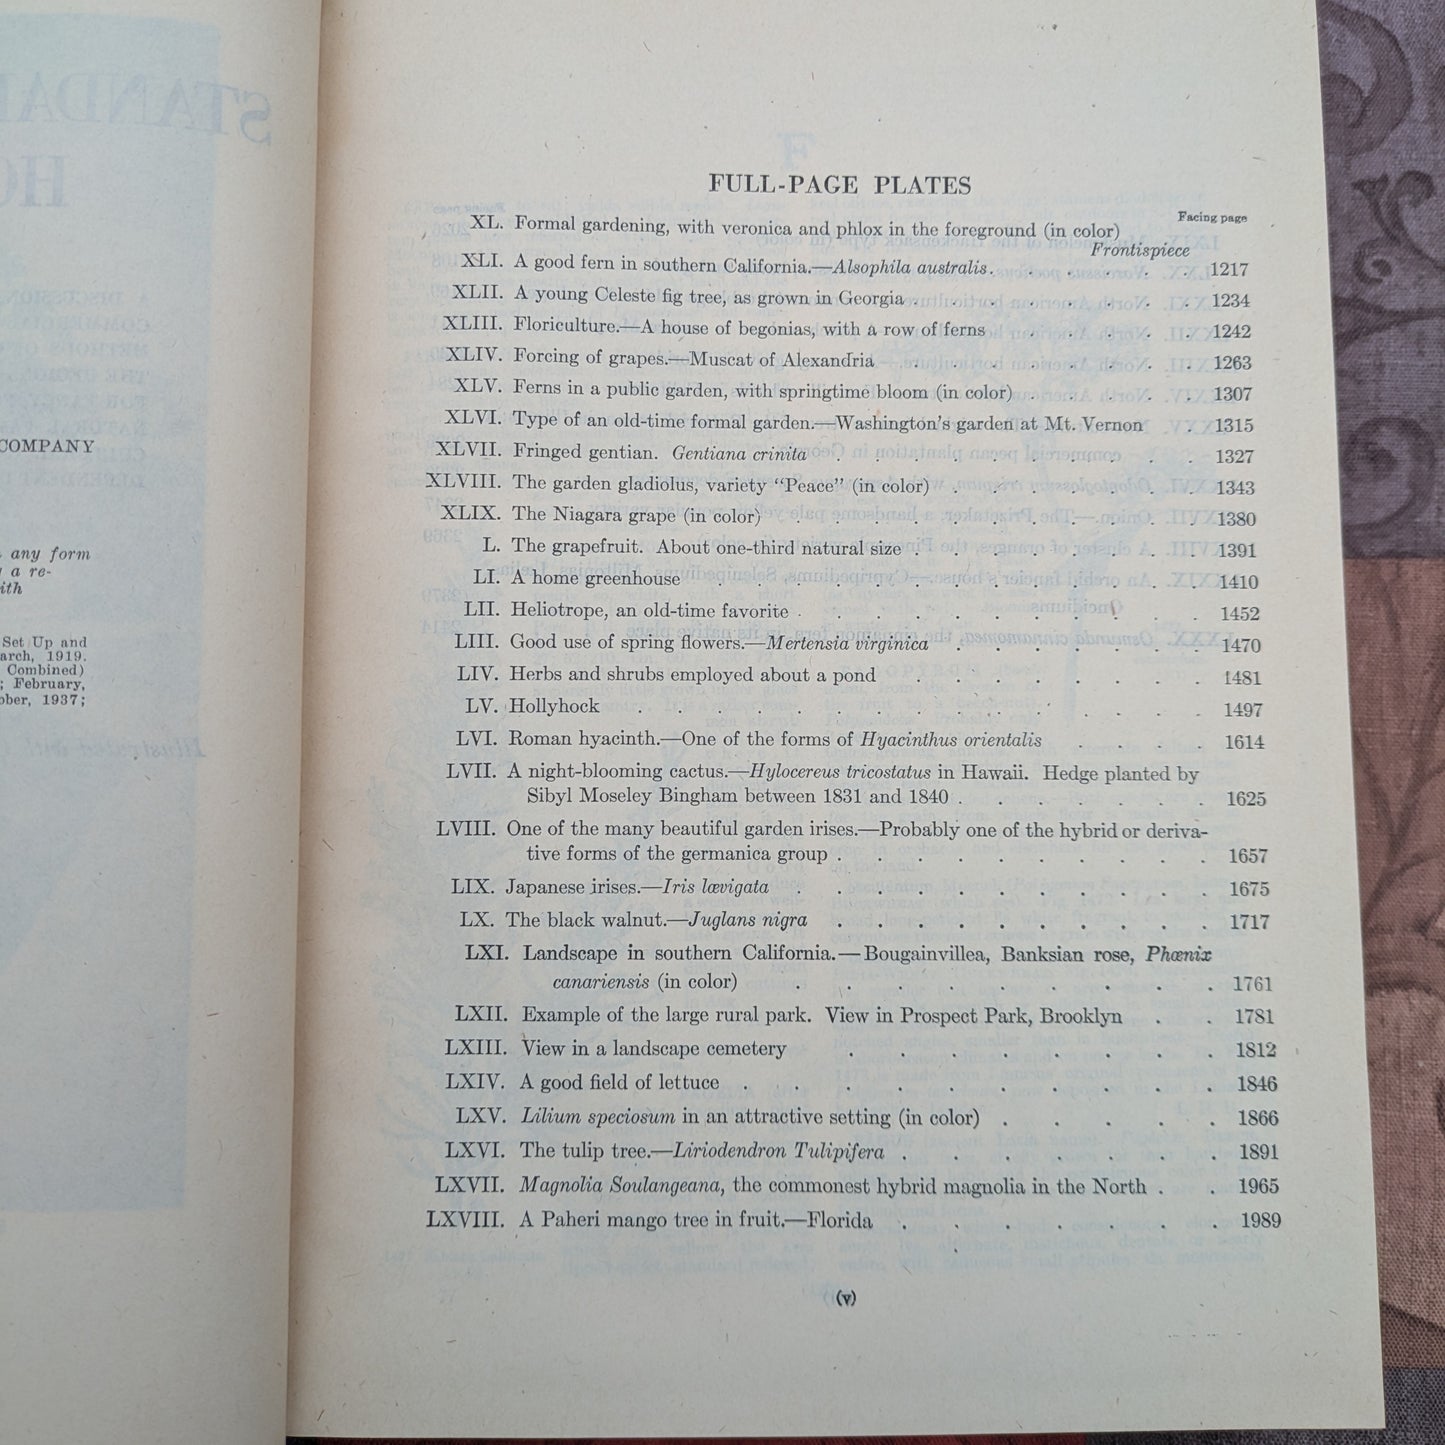 COMPANY
any form
a re-
ith
Set Up and
arch, 1919.
Combined)
; February,
ober, 1937;
FULL-PAGE PLATES
Facing page
XL. Formal gardening, with veronica and phlox in the foreground (in color)
Frontispiece
XLI. A good fern in southern California.—Alsophila australis . . . . . . 1217
XLII. A young Celeste fig tree, as grown in Georgia . . . . . . . . 1234
XLIII. Floriculture.—A house of begonias, with a row of ferns . . . . . 1242
XLIV. Forcing of grapes.—Muscat of Alexandria . . . . . . . . 1263
XLV. Ferns in a public garden, with springtime bloom (in color) . . . . . 1307
XLVI. Type of an old-time formal garden.—Washington's garden at Mt. Vernon . . 1315
XLVII. Fringed gentian. Gentiana crinita . . . . . . . . . . 1327
XLVIII. The garden gladiolus, variety “Peace” (in color) . . . . . . . 1343
XLIX. The Niagara grape (in color) . . . . . . . . . . . 1380
L. The grapefruit. About one-third natural size . . . . . . . . 1391
LI. A home greenhouse . . . . . . . . . . . . . 1410
LII. Heliotrope, an old-time favorite . . . . . . . . . . . 1452
LIII. Good use of spring flowers.—Mertensia virginica . . . . . . . 1470
LIV. Herbs and shrubs employed about a pond . . . . . . . . 1481
LV. Hollyhock . . . . . . . . . . . . . . . 1497
LVI. Roman hyacinth.—One of the forms of Hyacinthus orientalis . . . . 1614
LVII. A night-blooming cactus.—Hylocereus tricostatus in Hawaii. Hedge planted by
Sibyl Moseley Bingham between 1831 and 1840 . . . . . . . 1625
LVIII. One of the many beautiful garden irises.—Probably one of the hybrid or deriva-
tive forms of the germanica group . . . . . . . . . . 1657
LIX. Japanese irises.—Iris lævigata . . . . . . . . . . . 1675
LX. The black walnut.—Juglans nigra . . . . . . . . . . 1717
LXI. Landscape in southern California.—Bougainvillea, Banksian rose, Phœnix
canariensis (in color) . . . . . . . . . 1761
LXII. Example of the large rural park. View in Prospect Park, Brooklyn . . 1781
LXIII. View in a landscape cemetery . . . . . . . . 1812
LXIV. A good field of lettuce . . . . . . . . . . 1846
LXV. Lilium speciosum in an attractive setting (in color) . . . . . 1866
LXVI. The tulip tree.—Liriodendron Tulipifera . . . . . . . 1891
LXVII. Magnolia Soulangeana, the commonest hybrid magnolia in the North . . 1965
LXVIII. A Paheri mango tree in fruit.—Florida . . . . . . . 1989
(v)